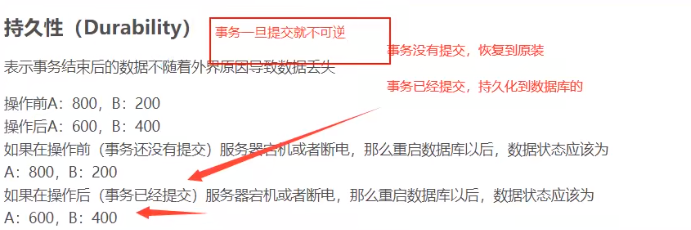 持久性（Durability）
事务一旦提交就不可逆
事务没有提交，恢复到原装
表示事务结束后的数据不随着外界原因导致数据丢失
事务已经提交，持久化到数据库的
操作前A：800，B：200
操作后A：600，B：400
如果在操作前（事务还没有提交）服务器宕机或者断电，那么重启数据库以后，数据状态应该为
A：800，B：200
如果在操作后（事务已经提交）服务器宕机或者断电，那么重启数据库以后，数据状态应该为
A：600，B：400